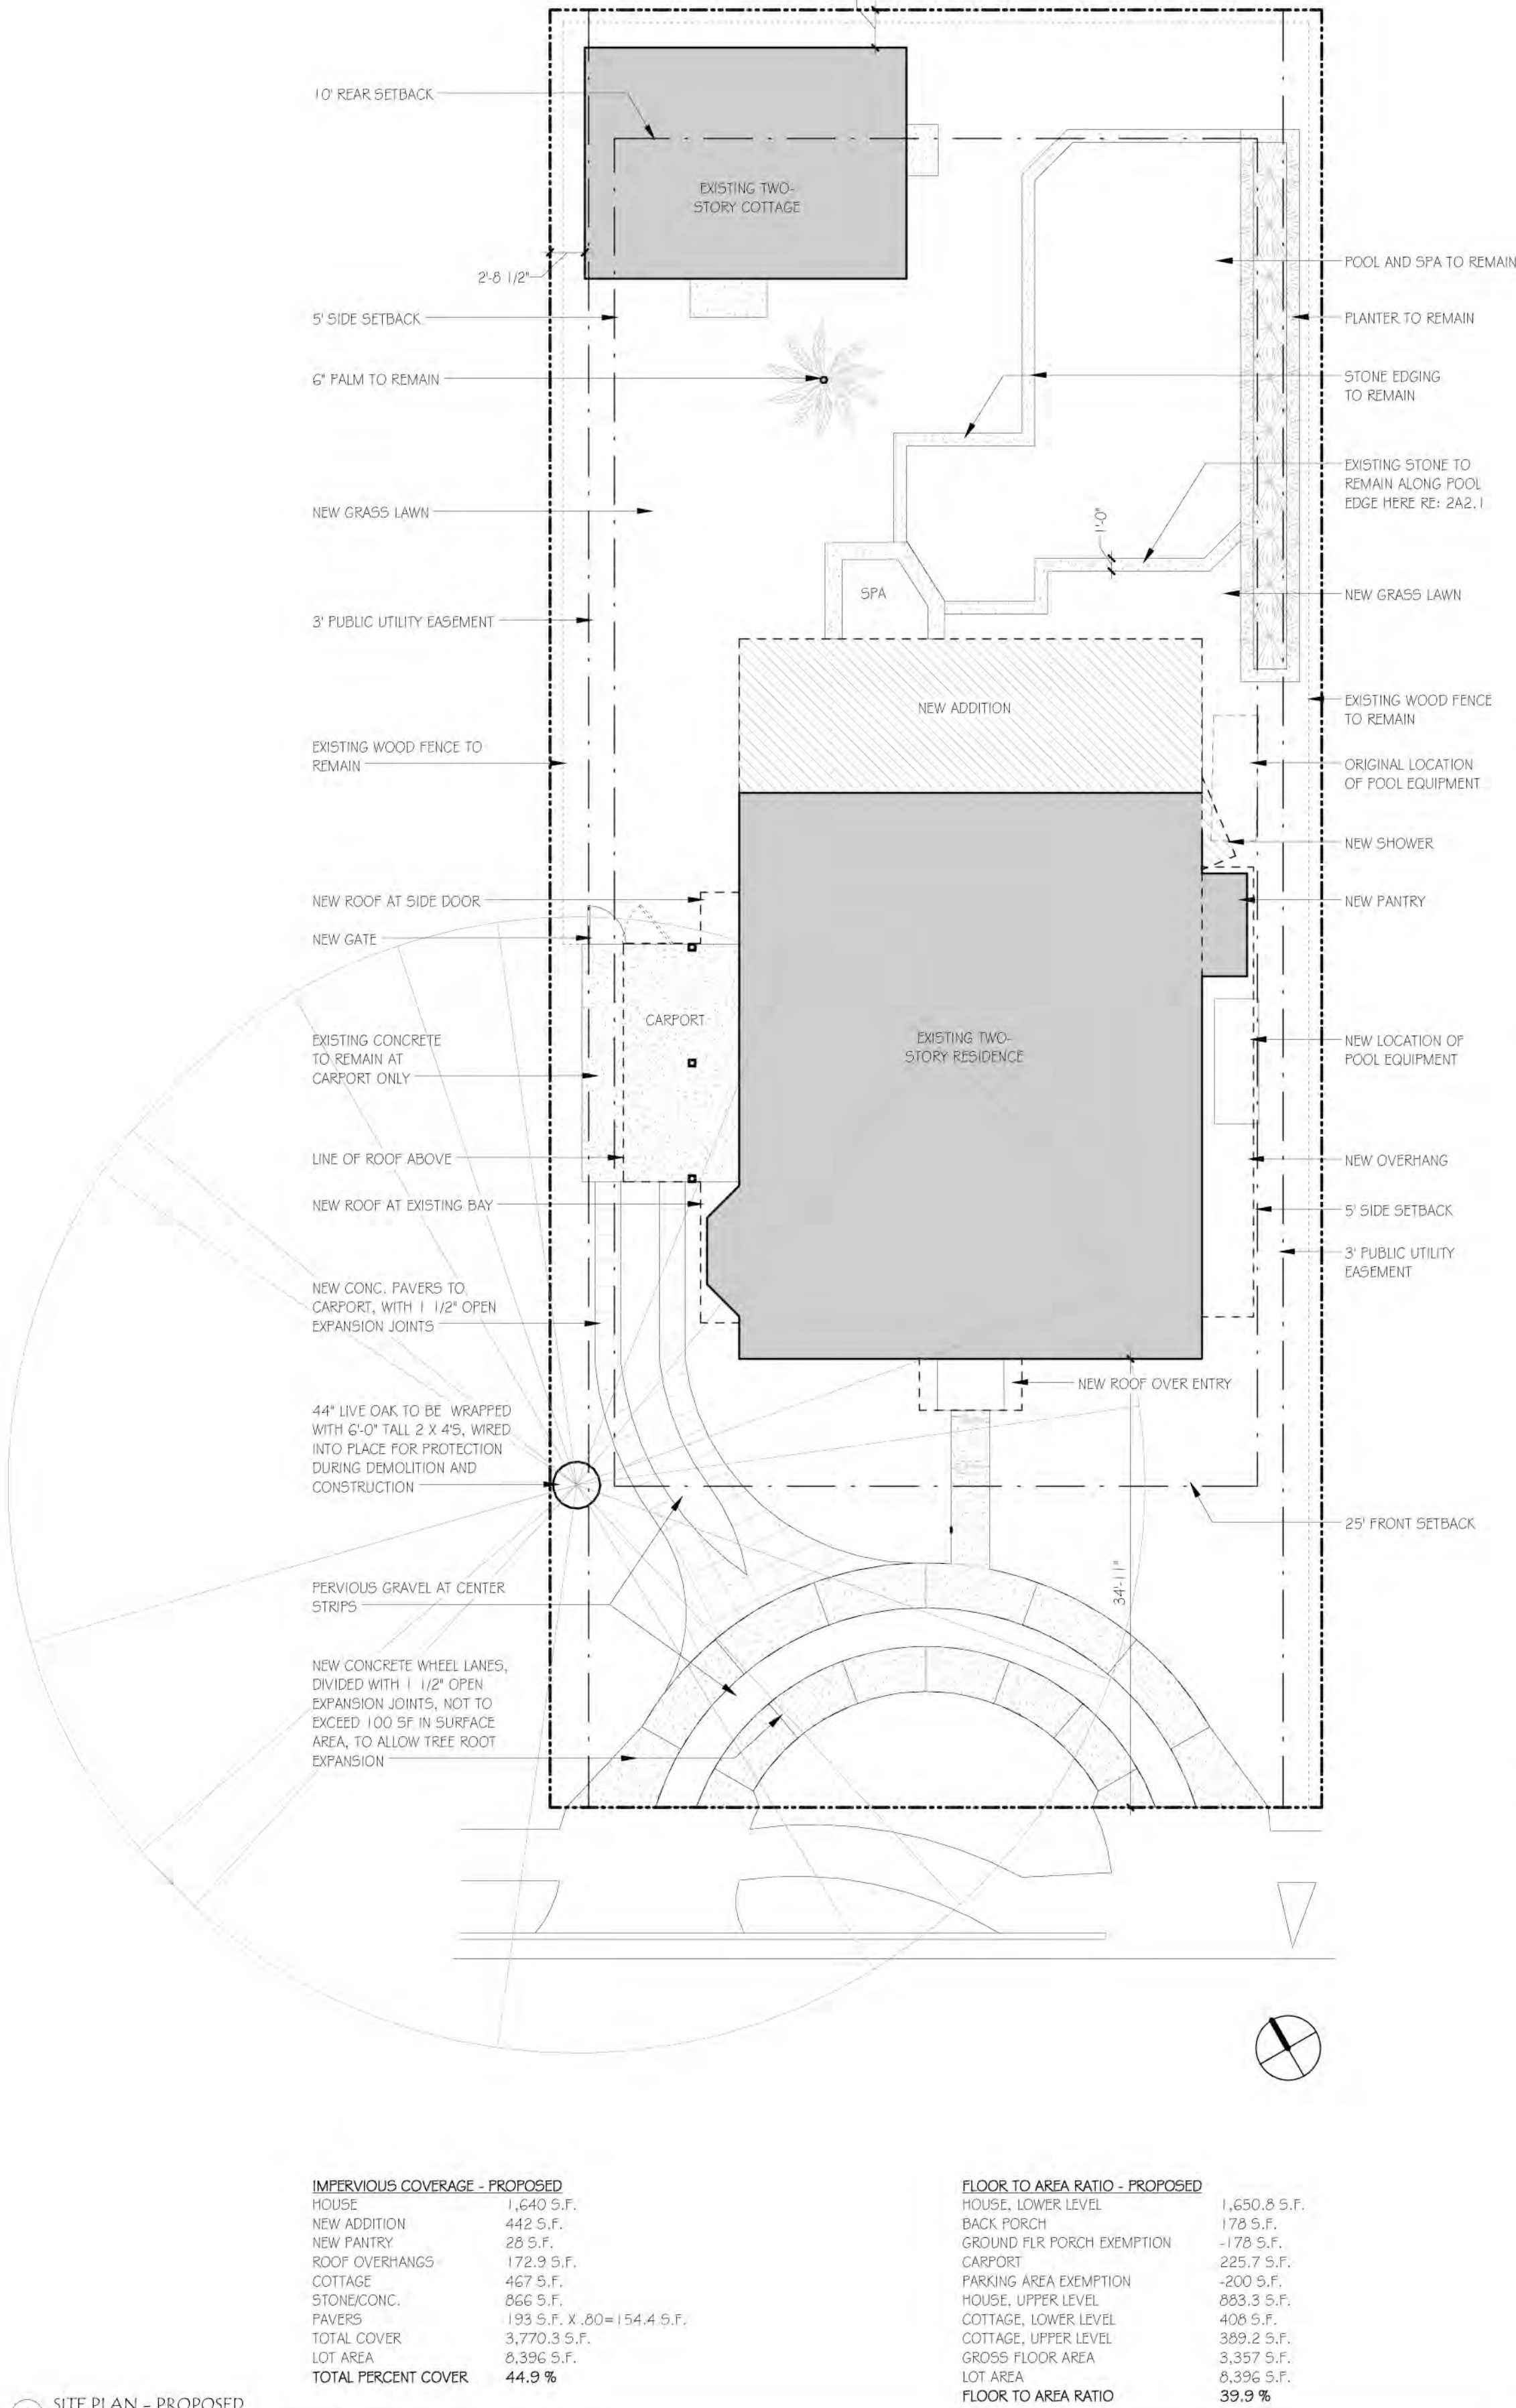 10' REAR SETBACK
EXISTING TWO-
STORY COTTAGE
2'-8 1/2"
5' SIDE SETBACK
6" PALM TO REMAIN
NEW GRASS LAWN
3' PUBLIC UTILITY EASEMENT
EXISTING WOOD FENCE TO
REMAIN
NEW ROOF AT SIDE DOOR
NEW GATE
CARPORT
EXISTING CONCRETE
TO REMAIN AT
CARPORT ONLY
LINE OF ROOF ABOVE
NEW ROOF AT EXISTING BAY
NEW CONC. PAVERS TO
CARPORT, WITH 1 1/2" OPEN
EXPANSION JOINTS
44" LIVE OAK TO BE WRAPPED
WITH 6'-0" TALL 2 X 4'S, WIRED
INTO PLACE FOR PROTECTION
DURING DEMOLITION AND
CONSTRUCTION
PERVIOUS GRAVEL AT CENTER
STRIPS
NEW CONCRETE WHEEL LANES,
DIVIDED WITH 1 1/2" OPEN
EXPANSION JOINTS, NOT TO
EXCEED 100 SF IN SURFACE
AREA, TO ALLOW TREE ROOT
EXPANSION
SPA
1'-0"
NEW ADDITION
EXISTING TWO-
STORY RESIDENCE
NEW ROOF OVER ENTRY
34'-11"
POOL AND SPA TO REMAIN
PLANTER TO REMAIN
STONE EDGING
TO REMAIN
EXISTING STONE TO
REMAIN ALONG POOL
EDGE HERE RE: 2A2.1
NEW GRASS LAWN
EXISTING WOOD FENCE
TO REMAIN
ORIGINAL LOCATION
OF POOL EQUIPMENT
NEW SHOWER
NEW PANTRY
NEW LOCATION OF
POOL EQUIPMENT
NEW OVERHANG
5' SIDE SETBACK
3' PUBLIC UTILITY
EASEMENT
25' FRONT SETBACK
IMPERVIOUS COVERAGE - PROPOSED
HOUSE 1,640 S.F.
NEW ADDITION 442 S.F.
NEW PANTRY 28 S.F.
ROOF OVERHANGS 172.9 S.F.
COTTAGE 467 S.F.
STONE/CONC. 866 S.F.
PAVERS 193 S.F. X .80=154.4 S.F.
TOTAL COVER 3,770.3 S.F.
LOT AREA 8,396 S.F.
TOTAL PERCENT COVER 44.9 %
FLOOR TO AREA RATIO - PROPOSED
HOUSE, LOWER LEVEL 1,650.8 S.F.
BACK PORCH 178 S.F.
GROUND FLR PORCH EXEMPTION -178 S.F.
CARPORT 225.7 S.F.
PARKING AREA EXEMPTION -200 S.F.
HOUSE, UPPER LEVEL 883.3 S.F.
COTTAGE, LOWER LEVEL 408 S.F.
COTTAGE, UPPER LEVEL 389.2 S.F.
GROSS FLOOR AREA 3,357 S.F.
LOT AREA 8,396 S.F.
FLOOR TO AREA RATIO 39.9 %
SITE PLAN - PROPOSED